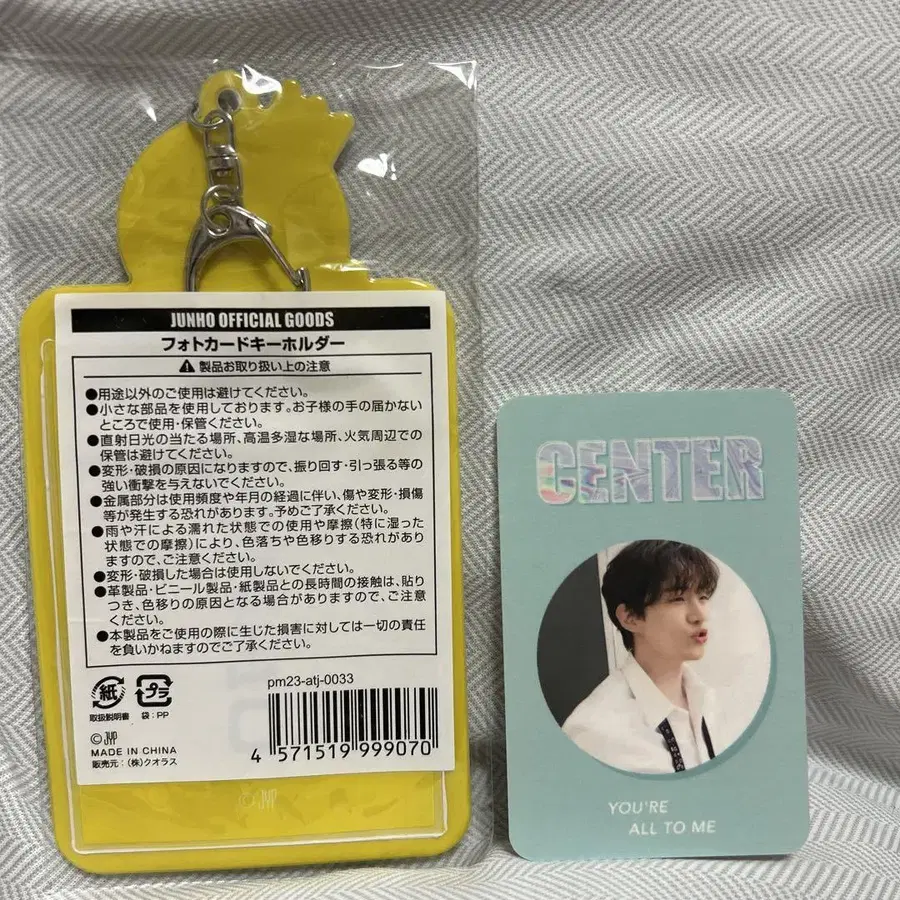 JUNHO OFFICIAL GOODS
フォトカードキーホルダー
製品お取り扱い上の注意
●用途以外のご使用は避けてください。
●小さな部品を使用しております。お子様の手の届かない
ところで使用・保管ください。
●直射日光の当たる場所、高温多湿な場所、火気周辺での
保管は避けてください。
●変形・破損の原因になりますので、振り回す・引っ張る等の
強い衝撃を与えないでください。
●金属部分は使用頻度や年月の経過に伴い、傷や変形・損傷
等が発生する恐れがあります。予めご了承ください。
●雨や汗による濡れた状態での使用や摩擦(特に湿った
状態での摩擦)により、色落ちや色移りする恐れがあり
ますので、ご注意ください。
●変形・破損した場合は使用しないでください。
●革製品・ビニール製品・紙製品との長時間の接触は、貼り
つき、色移りの原因となる場合がありますので、ご注意
ください。
●本製品をご使用の際に生じた損害に対しては一切の責任
を負いかねますのでご了承ください。
紙 プラ
取扱説明書 袋:PP
pm23-atj-0033
4 571519 999070
© JYP
MADE IN CHINA
販売元:(株)クオラス
© JYP
CENTER
YOU'RE
ALL TO ME